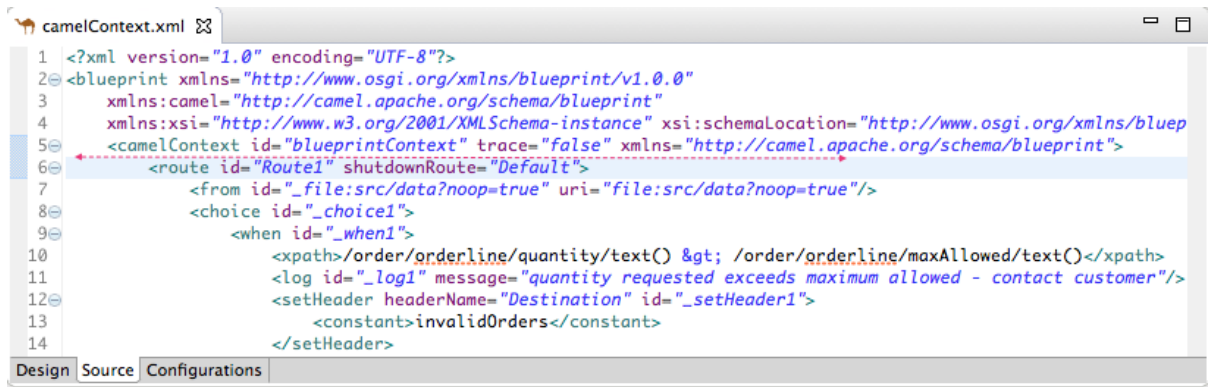 camelContext.xml
1 <?xml version="1.0" encoding="UTF-8"?>
2 <blueprint xmlns="http://www.osgi.org/xmlns/blueprint/v1.0.0"
3 xmlns:camel="http://camel.apache.org/schema/blueprint"
4 xmlns:xsi="http://www.w3.org/2001/XMLSchema-instance" xsi:schemaLocation="http://www.osgi.org/xmlns/bluep
5 <camelContext id="blueprintContext" trace="false" xmlns="http://camel.apache.org/schema/blueprint">
6 <route id="Route1" shutdownRoute="Default">
7 <from id="_file:src/data?noop=true" uri="file:src/data?noop=true"/>
8 <choice id="_choice1">
9 <when id="_when1">
10 <xpath>/order/orderline/quantity/text() &gt; /order/orderline/maxAllowed/text()</xpath>
11 <log id="_log1" message="quantity requested exceeds maximum allowed - contact customer"/>
12 <setHeader headerName="Destination" id="_setHeader1">
13 <constant>invalidOrders</constant>
14 </setHeader>
Design Source Configurations